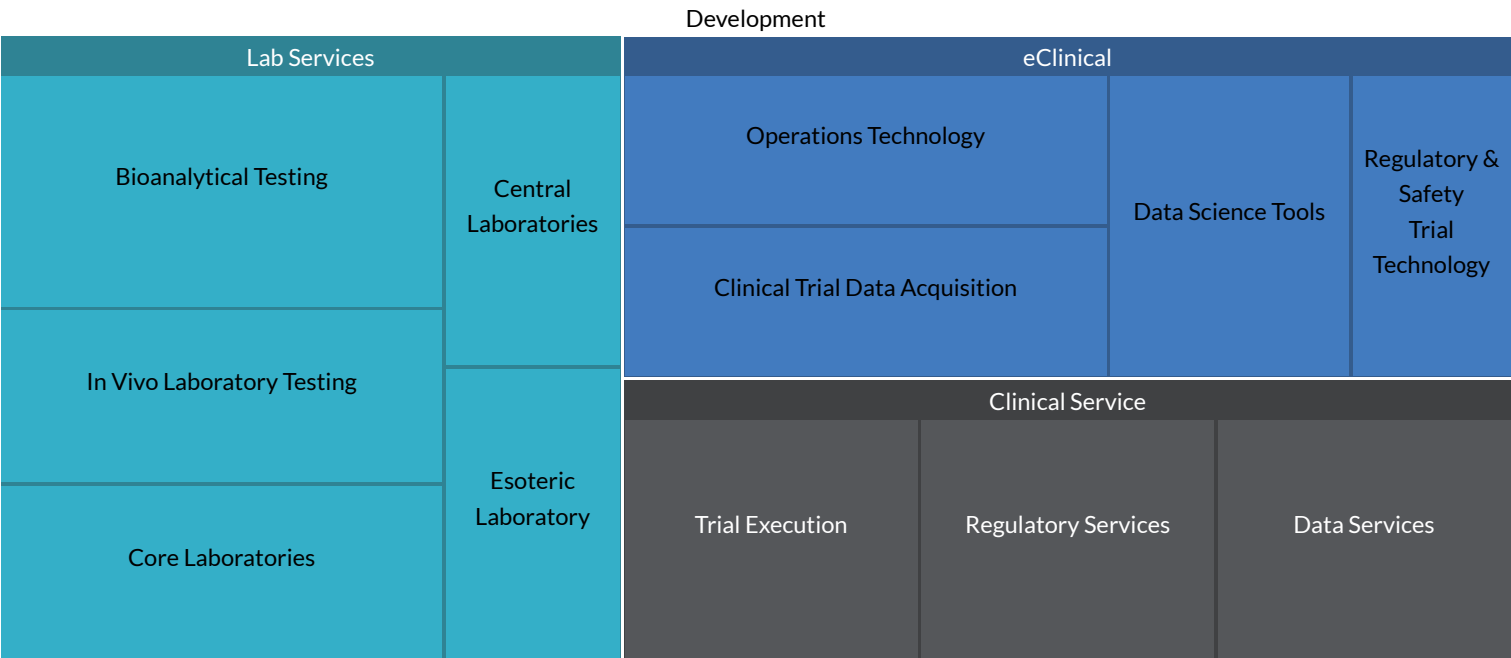 Development
Lab Services
Bioanalytical Testing
In Vivo Laboratory Testing
Core Laboratories
Central
Laboratories
Esoteric
Laboratory
eClinical
Operations Technology
Clinical Trial Data Acquisition
Data Science Tools
Regulatory &
Safety
Trial
Technology
Clinical Service
Trial Execution
Regulatory Services
Data Services